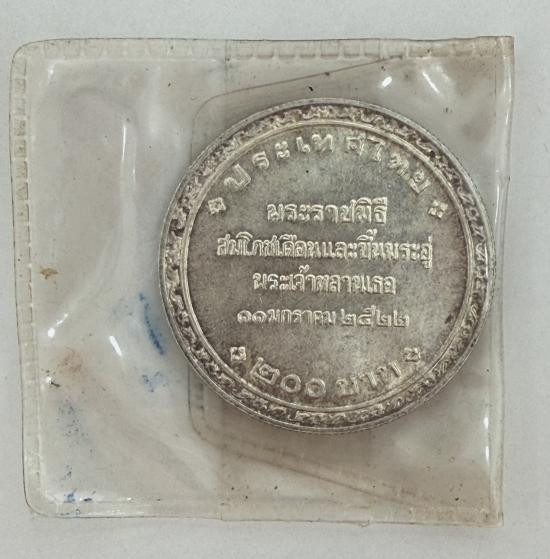 ประเทศไทย
พระราชพิธี
สมโภชเดือนและขึ้นพระอู่
พระเจ้าหลานเธอ
๑๑ มกราคม ๒๕๒๒
๒๐๐ บาท